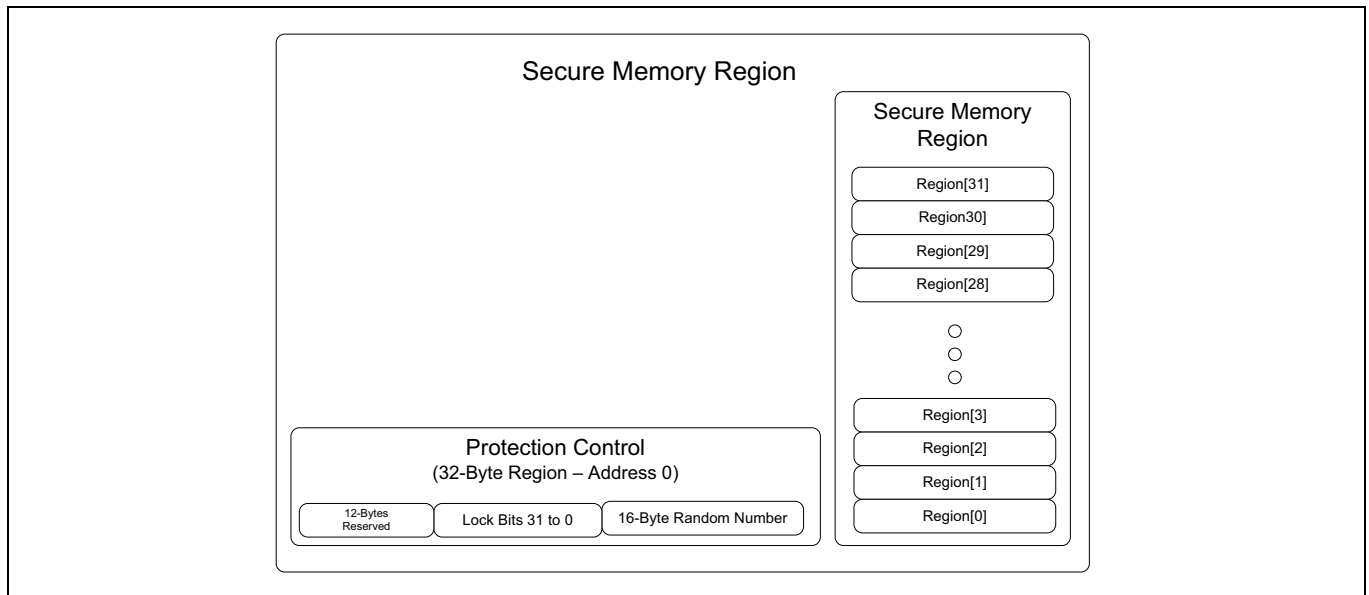 Secure Memory Region
Secure Memory
Region
Region[31]
Region30]
Region[29]
Region[28]
Region[3]
Region[2]
Region[1]
Region[0]
Protection Control
(32-Byte Region – Address 0)
12-Bytes
Reserved
Lock Bits 31 to 0
16-Byte Random Number